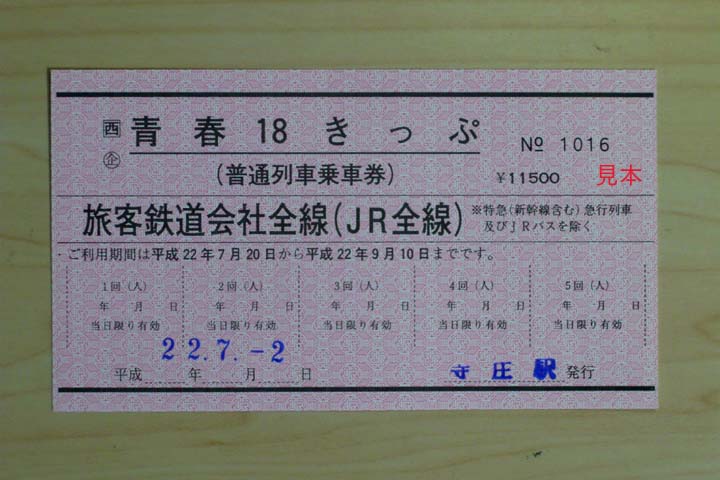 西 青春18きっぷ
企
(普通列車乗車券)
№ 1016
¥11500 見本
旅客鉄道会社全線(JR全線)
※特急(新幹線含む)急行列車
及びJRバスを除く
・ご利用期間は平成22年7月20日から平成22年9月10日までです。
1回(人) 2回(人) 3回(人) 4回(人) 5回(人)
年 月 日 年 月 日 年 月 日 年 月 日 年 月 日
当日限り有効 当日限り有効 当日限り有効 当日限り有効 当日限り有効
22.7.-2
平成 年 月 日
寺庄駅 発行